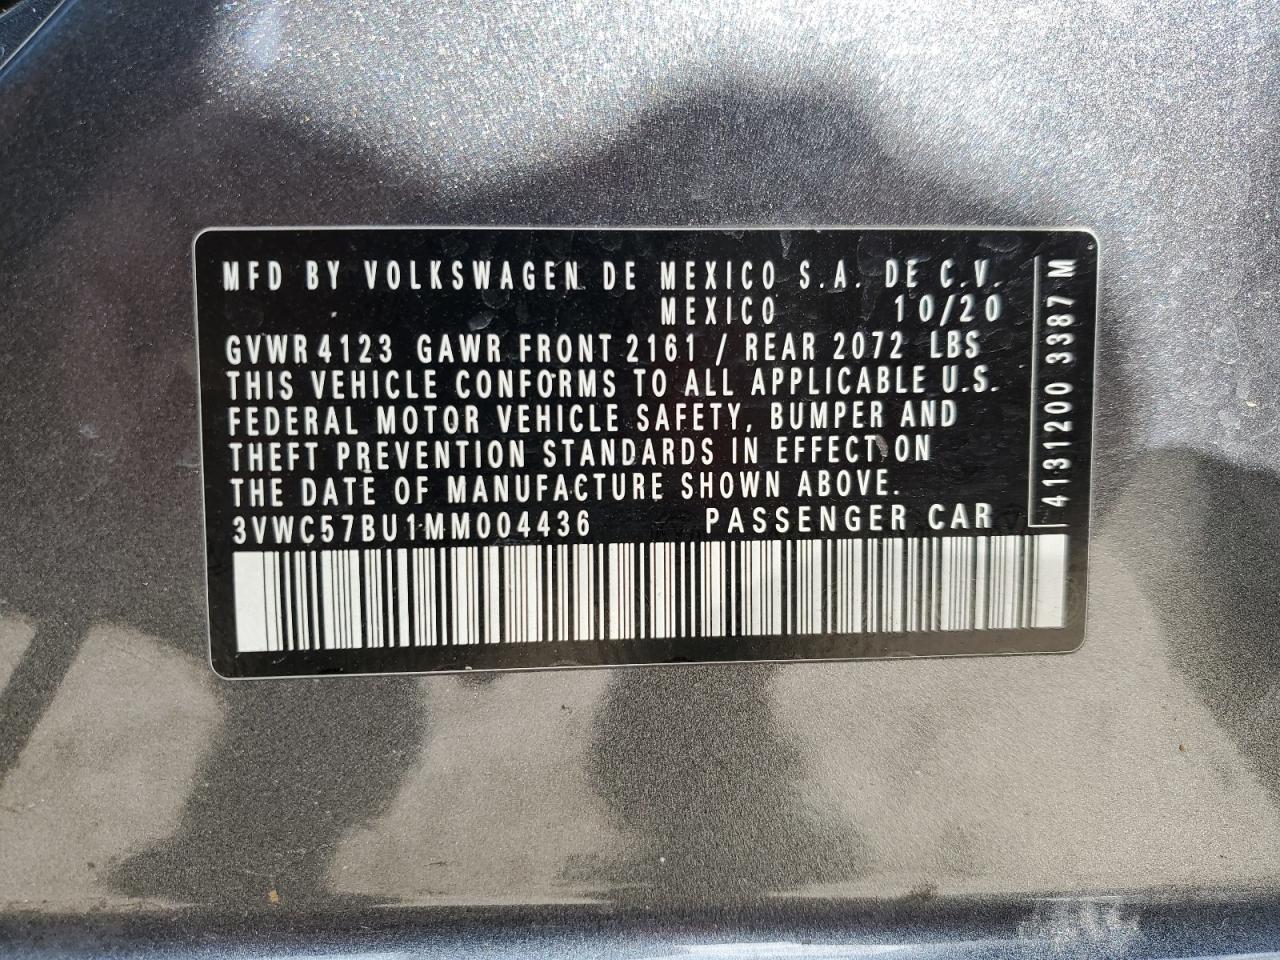 MFD BY VOLKSWAGEN DE MEXICO S.A. DE C.V.
MEXICO 10/20
GVWR 4123 GAWR FRONT 2161 / REAR 2072 LBS
THIS VEHICLE CONFORMS TO ALL APPLICABLE U.S.
FEDERAL MOTOR VEHICLE SAFETY, BUMPER AND
THEFT PREVENTION STANDARDS IN EFFECT ON
THE DATE OF MANUFACTURE SHOWN ABOVE.
3VWC57BU1MM004436 PASSENGER CAR
4131200 3387 M